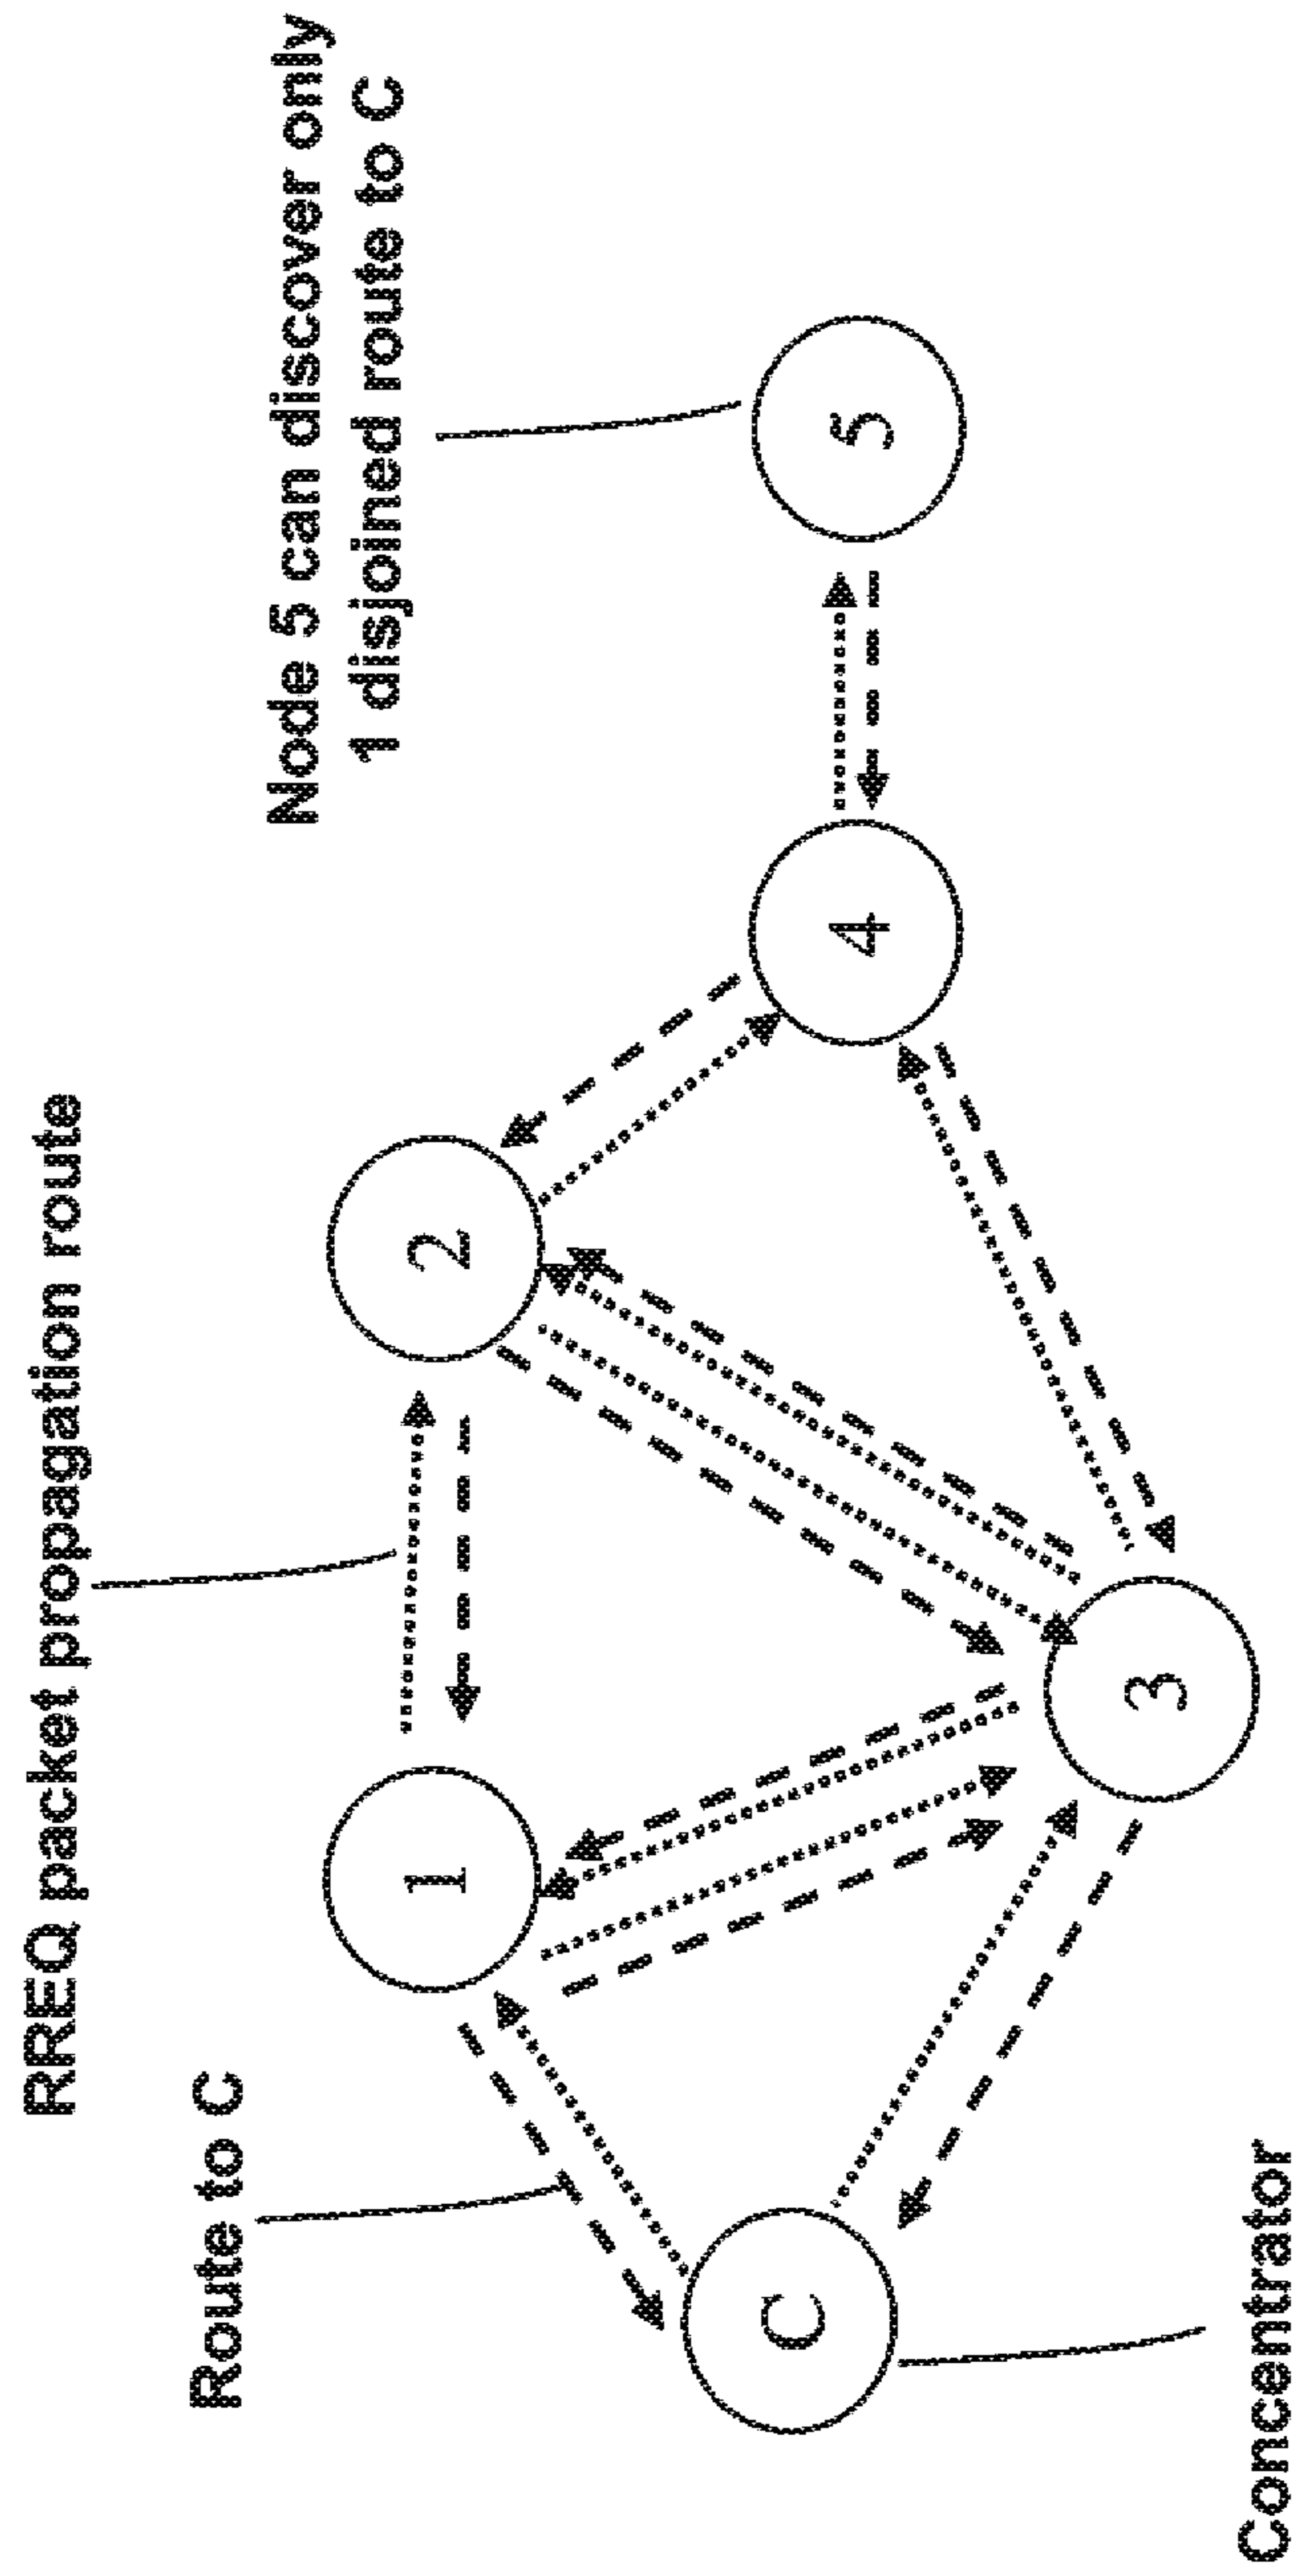 RREQ packet propagation route
Route to C
Node 5 can discover only
1 disjoined route to C
1
2
C
4
5
3
Concentrator